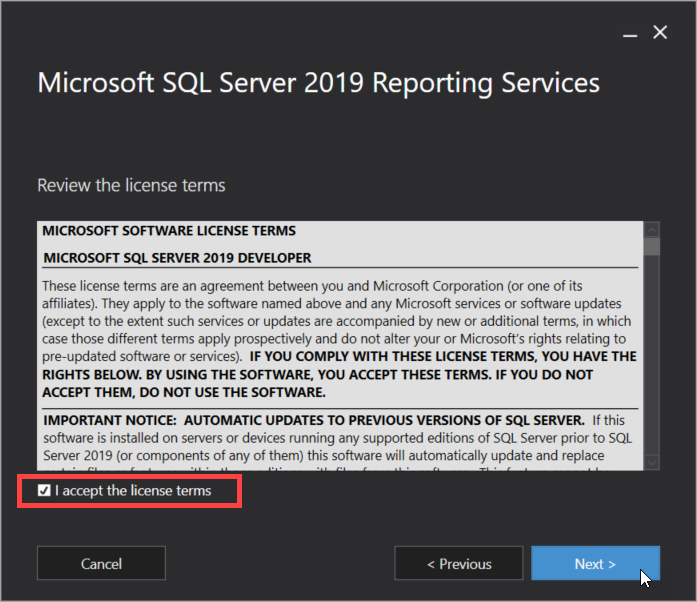 Microsoft SQL Server 2019 Reporting Services
Review the license terms
MICROSOFT SOFTWARE LICENSE TERMS
MICROSOFT SQL SERVER 2019 DEVELOPER
These license terms are an agreement between you and Microsoft Corporation (or one of its
affiliates). They apply to the software named above and any Microsoft services or software updates
(except to the extent such services or updates are accompanied by new or additional terms, in which
case those different terms apply prospectively and do not alter your or Microsoft's rights relating to
pre-updated software or services). IF YOU COMPLY WITH THESE LICENSE TERMS, YOU HAVE THE
RIGHTS BELOW. BY USING THE SOFTWARE, YOU ACCEPT THESE TERMS. IF YOU DO NOT
ACCEPT THEM, DO NOT USE THE SOFTWARE.
IMPORTANT NOTICE: AUTOMATIC UPDATES TO PREVIOUS VERSIONS OF SQL SERVER. If this
software is installed on servers or devices running any supported editions of SQL Server prior to SQL
Server 2019 (or components of any of them) this software will automatically update and replace
I accept the license terms
Cancel
< Previous
Next >